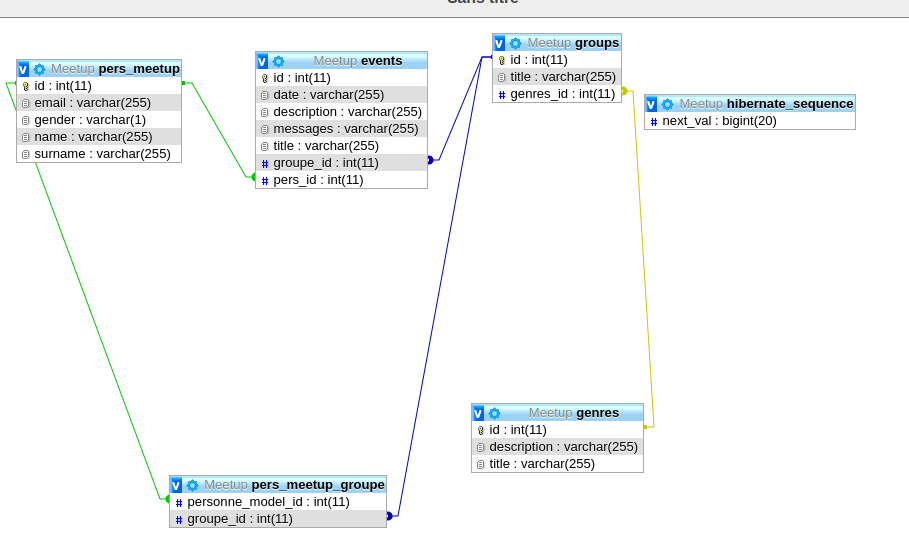 Sans titre
v Meetup pers_meetup
id : int(11)
email : varchar(255)
gender : varchar(1)
name : varchar(255)
surname : varchar(255)
v Meetup events
id : int(11)
date : varchar(255)
description : varchar(255)
messages : varchar(255)
title : varchar(255)
# groupe_id : int(11)
# pers_id : int(11)
v Meetup groups
id : int(11)
title : varchar(255)
# genres_id : int(11)
v Meetup hibernate_sequence
# next_val : bigint(20)
v Meetup genres
id : int(11)
description : varchar(255)
title : varchar(255)
v Meetup pers_meetup_groupe
# personne_model_id : int(11)
# groupe_id : int(11)